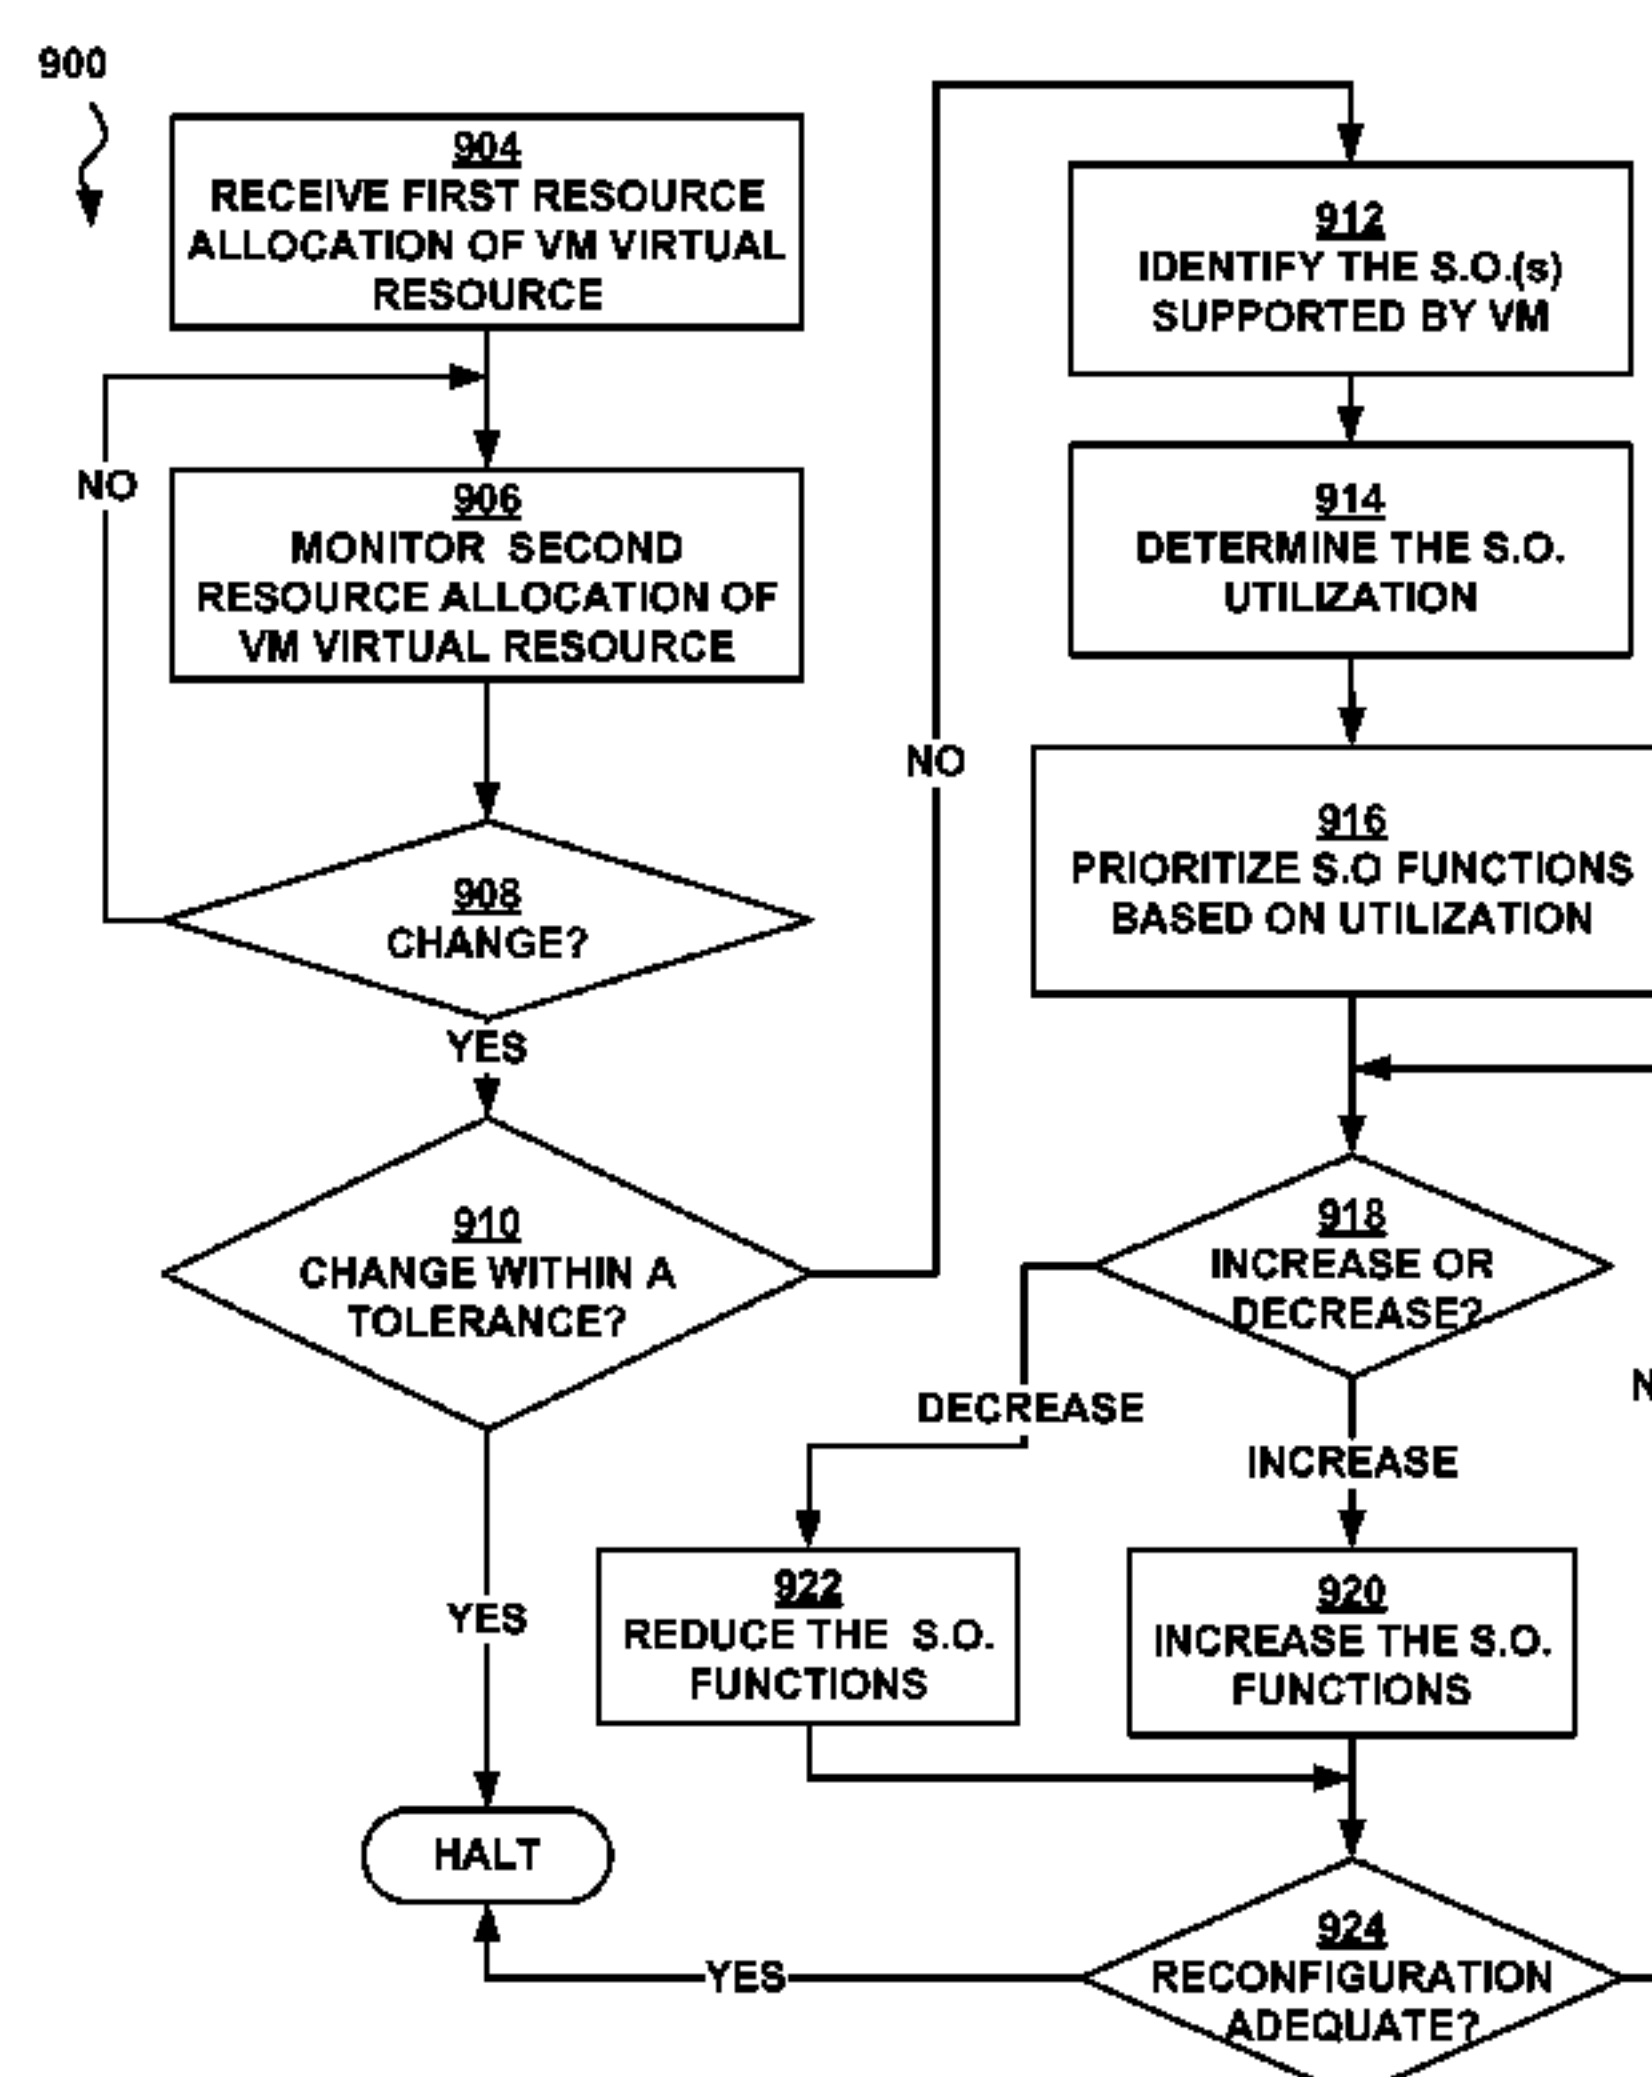 900
904
RECEIVE FIRST RESOURCE
ALLOCATION OF VM VIRTUAL
RESOURCE
NO
906
MONITOR SECOND
RESOURCE ALLOCATION OF
VM VIRTUAL RESOURCE
908
CHANGE?
YES
910
CHANGE WITHIN A
TOLERANCE?
YES
HALT
NO
912
IDENTIFY THE S.O.(s)
SUPPORTED BY VM
914
DETERMINE THE S.O.
UTILIZATION
916
PRIORITIZE S.O FUNCTIONS
BASED ON UTILIZATION
918
INCREASE OR
DECREASE?
DECREASE
INCREASE
922
REDUCE THE S.O.
FUNCTIONS
920
INCREASE THE S.O.
FUNCTIONS
924
RECONFIGURATION
ADEQUATE?
YES